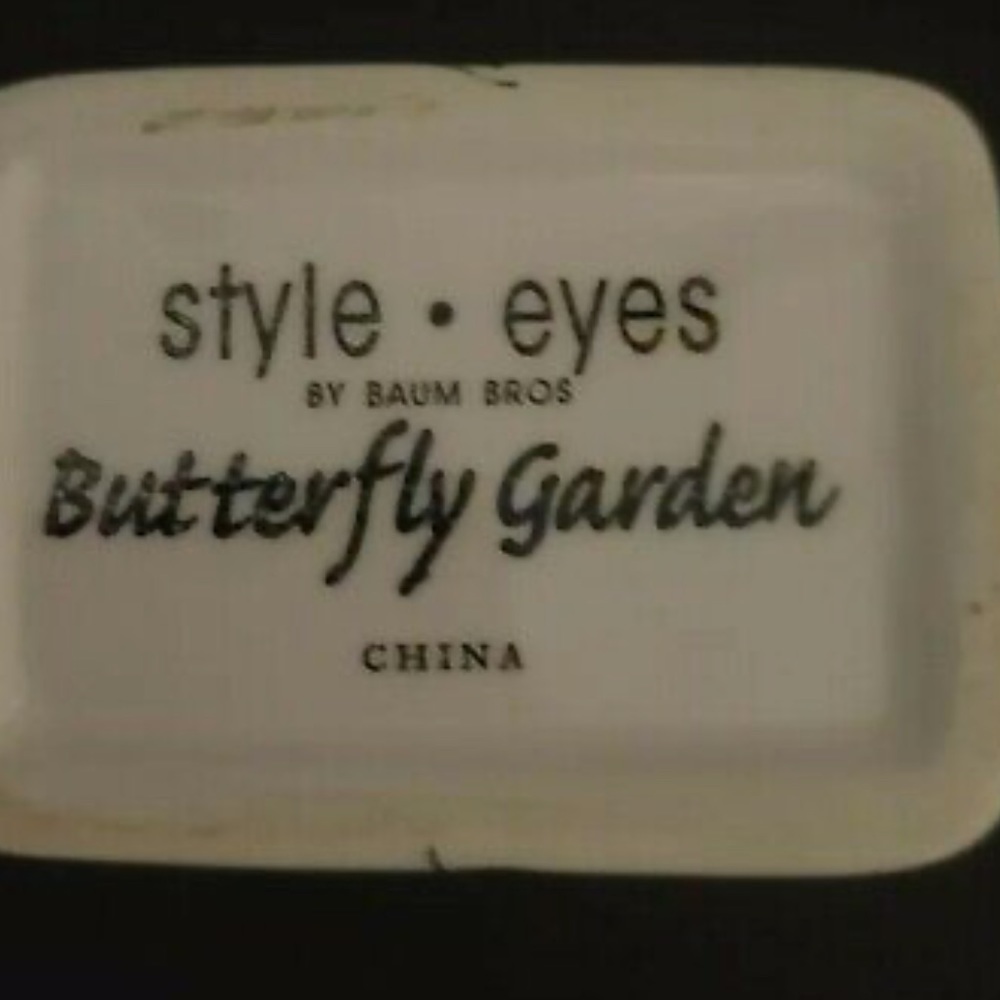 style • eyes
BY BAUM BROS
Butterfly Garden
CHINA